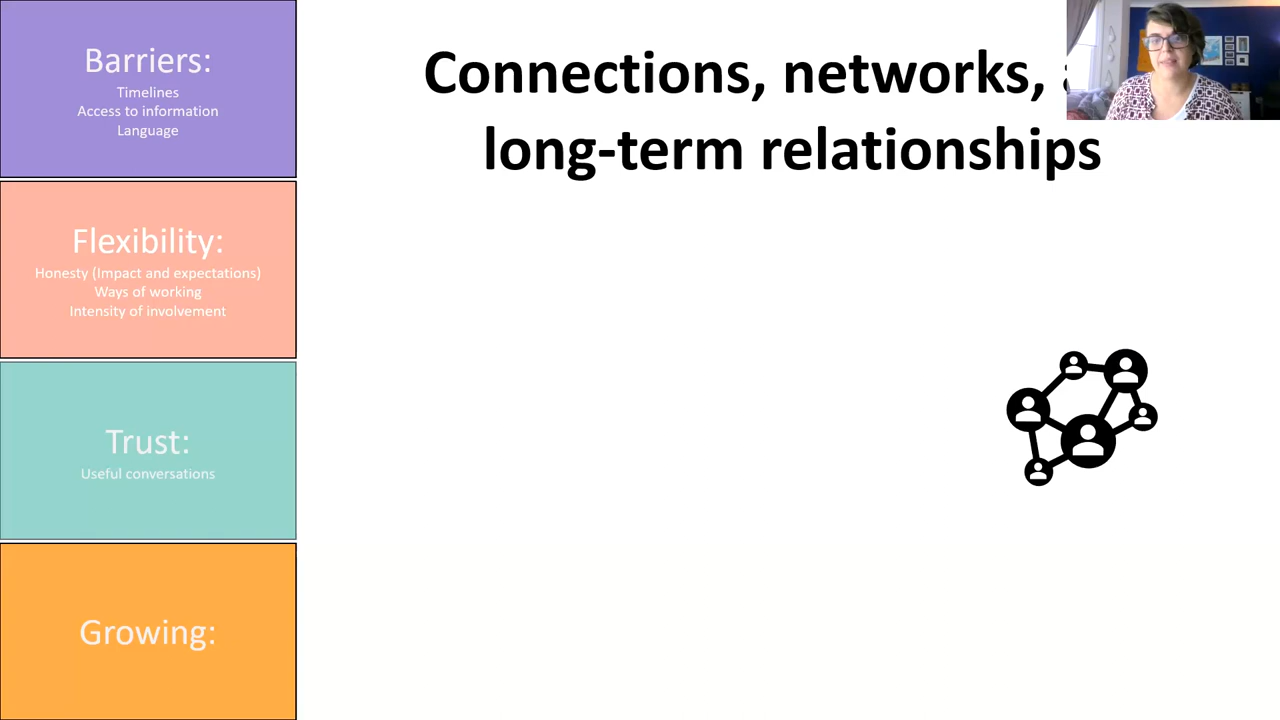 Barriers:
Timelines
Access to information
Language
Flexibility:
Honesty (Impact and expectations)
Ways of working
Intensity of involvement
Trust:
Useful conversations
Growing:
Connections, networks,
long-term relationships